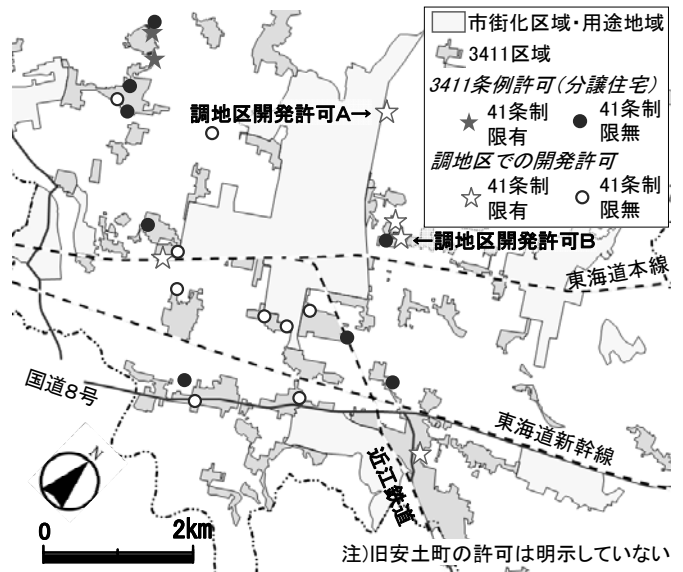 市街化区域・用途地域
3411区域
3411条例許可(分譲住宅)
41条制限有
41条制限無
調地区での開発許可
41条制限有
41条制限無
調地区開発許可A→
←調地区開発許可B
東海道本線
国道8号
東海道新幹線
近江鉄道
N
0 2km
注)旧安土町の許可は明示していない